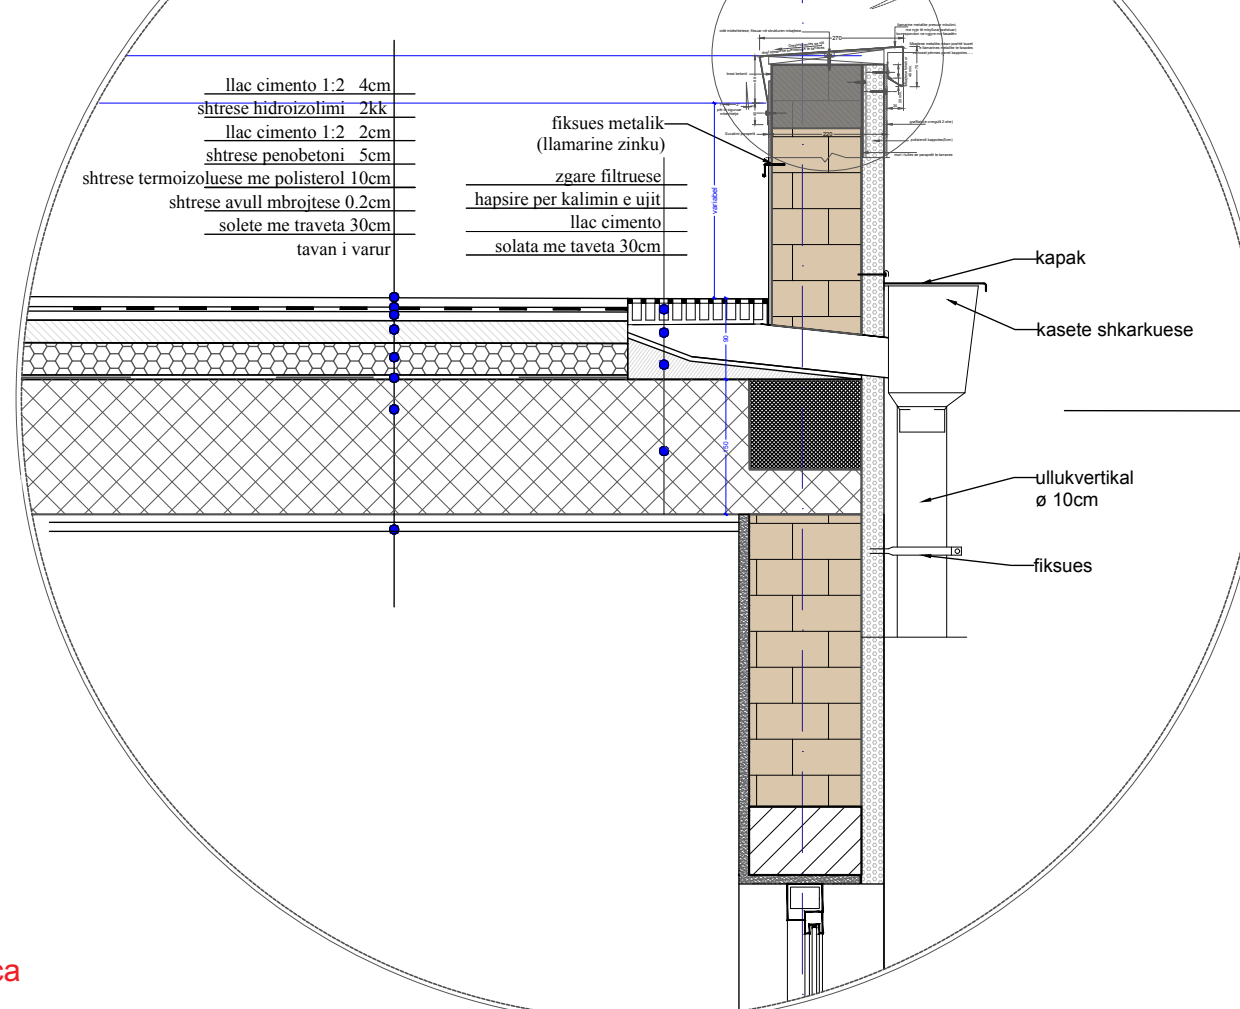 270
220
llac cimento 1:2 4cm
shtrese hidroizolimi 2kk
llac cimento 1:2 2cm
shtrese penobetoni 5cm
shtrese termoizoluese me polisterol 10cm
shtrese avull mbrojtese 0.2cm
solete me traveta 30cm
tavan i varur
fiksues metalik
(llamarine zinku)
zgare filtruese
hapsire per kalimin e ujit
llac cimento
solata me taveta 30cm
variabel
90
150
kapak
kasete shkarkuese
ullukvertikal
ø 10cm
fiksues
ca